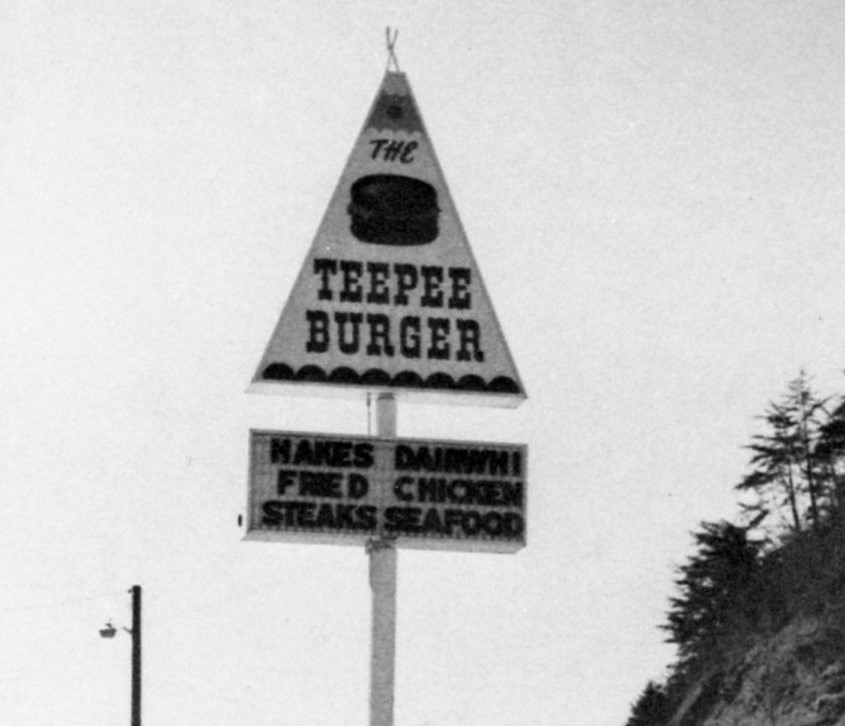 THE
TEEPEE
BURGER
HAKES DAIRWHI
FRIED CHICKEN
STEAKS SEAFOOD